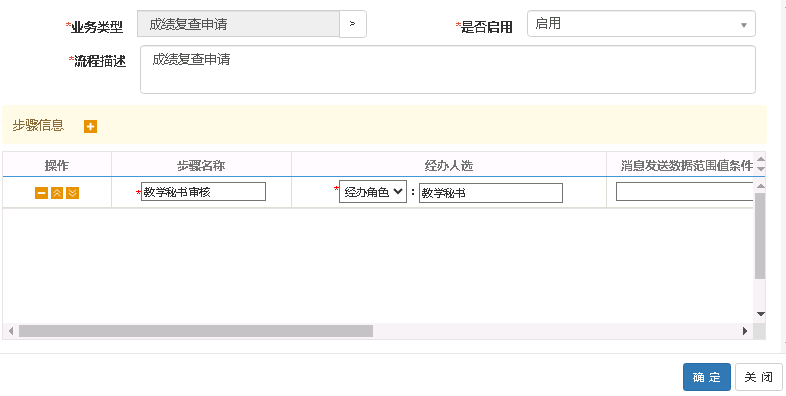 *业务类型 成绩复查申请 > *是否启用 启用
*流程描述 成绩复查申请
步骤信息
操作 步骤名称 经办人选 消息发送数据范围值条件
*教学秘书审核 *经办角色 : 教学秘书
确 定 关 闭